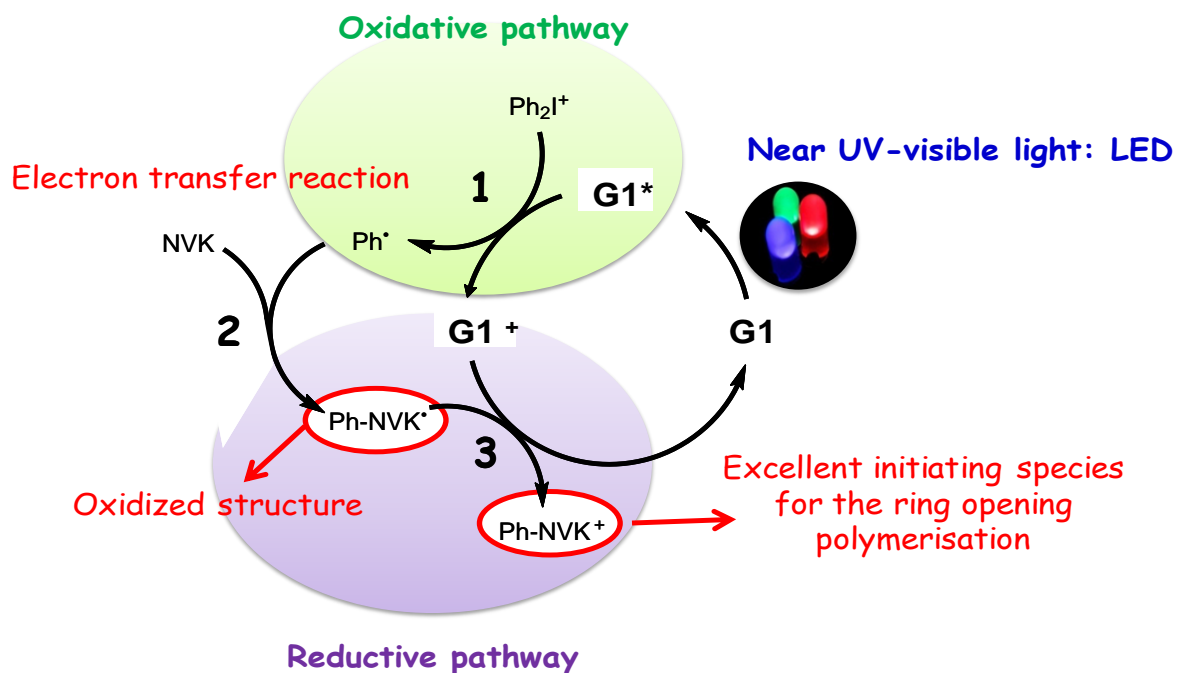 Oxidative pathway
Ph₂I⁺
Near UV-visible light: LED
Electron transfer reaction
1
G1*
NVK
Ph•
2
G1 ⁺
G1
Ph-NVK•
3
Excellent initiating species
for the ring opening
polymerisation
Oxidized structure
Ph-NVK⁺
Reductive pathway